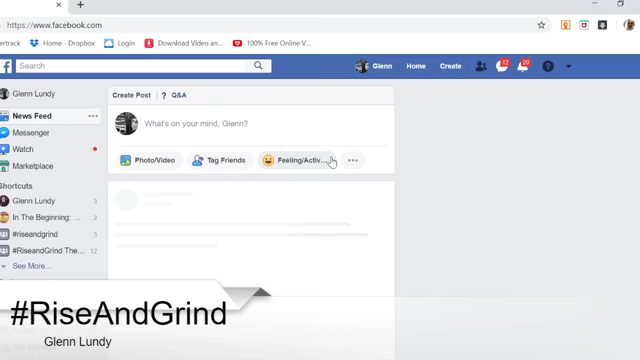 https://www.facebook.com
ertrack
Home - Dropbox
Login
Download Video an...
100% Free Online V...
Search
Glenn
Home
Create
12
20
Glenn Lundy
Create Post
Q&A
News Feed
What's on your mind, Glenn?
Messenger
Watch
Photo/Video
Tag Friends
Feeling/Activ...
Marketplace
Shortcuts
Glenn Lundy 3
In The Beginning: ... 2
#riseandgrind 3
#RiseandGrind The... 12
See More...
#RiseAndGrind
Glenn Lundy